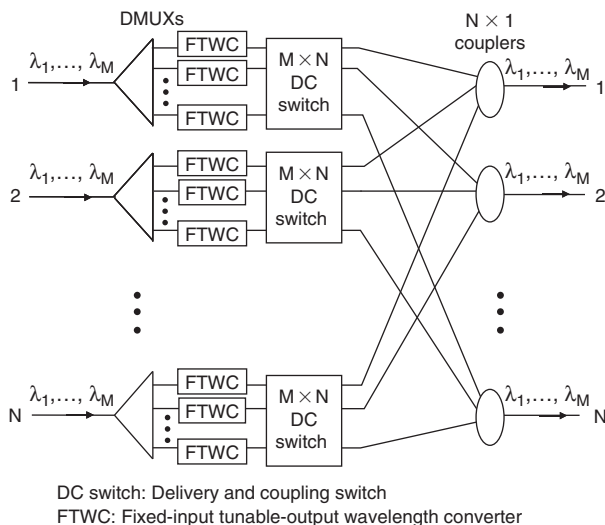 DMUXs
N × 1
couplers
λ1,..., λM
1
FTWC
FTWC
FTWC
M × N
DC
switch
λ1,..., λM
1
λ1,..., λM
2
FTWC
FTWC
FTWC
M × N
DC
switch
λ1,..., λM
2
λ1,..., λM
N
FTWC
FTWC
FTWC
M × N
DC
switch
λ1,..., λM
N
DC switch: Delivery and coupling switch
FTWC: Fixed-input tunable-output wavelength converter